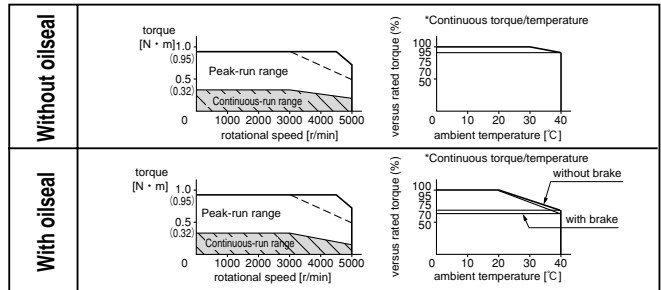 Without oilseal
torque
[N・m]
1.0
(0.95)
0.5
(0.32)
Peak-run range
Continuous-run range
0 1000 2000 3000 4000 5000
rotational speed [r/min]
*Continuous torque/temperature
versus rated torque (%)
100
95
75
70
50
0 10 20 30 40
ambient temperature [℃]
With oilseal
torque
[N・m]
1.0
(0.95)
0.5
(0.32)
Peak-run range
Continuous-run range
0 1000 2000 3000 4000 5000
rotational speed [r/min]
*Continuous torque/temperature
versus rated torque (%)
without brake
100
95
75
70
50
with brake
0 10 20 30 40
ambient temperature [℃]